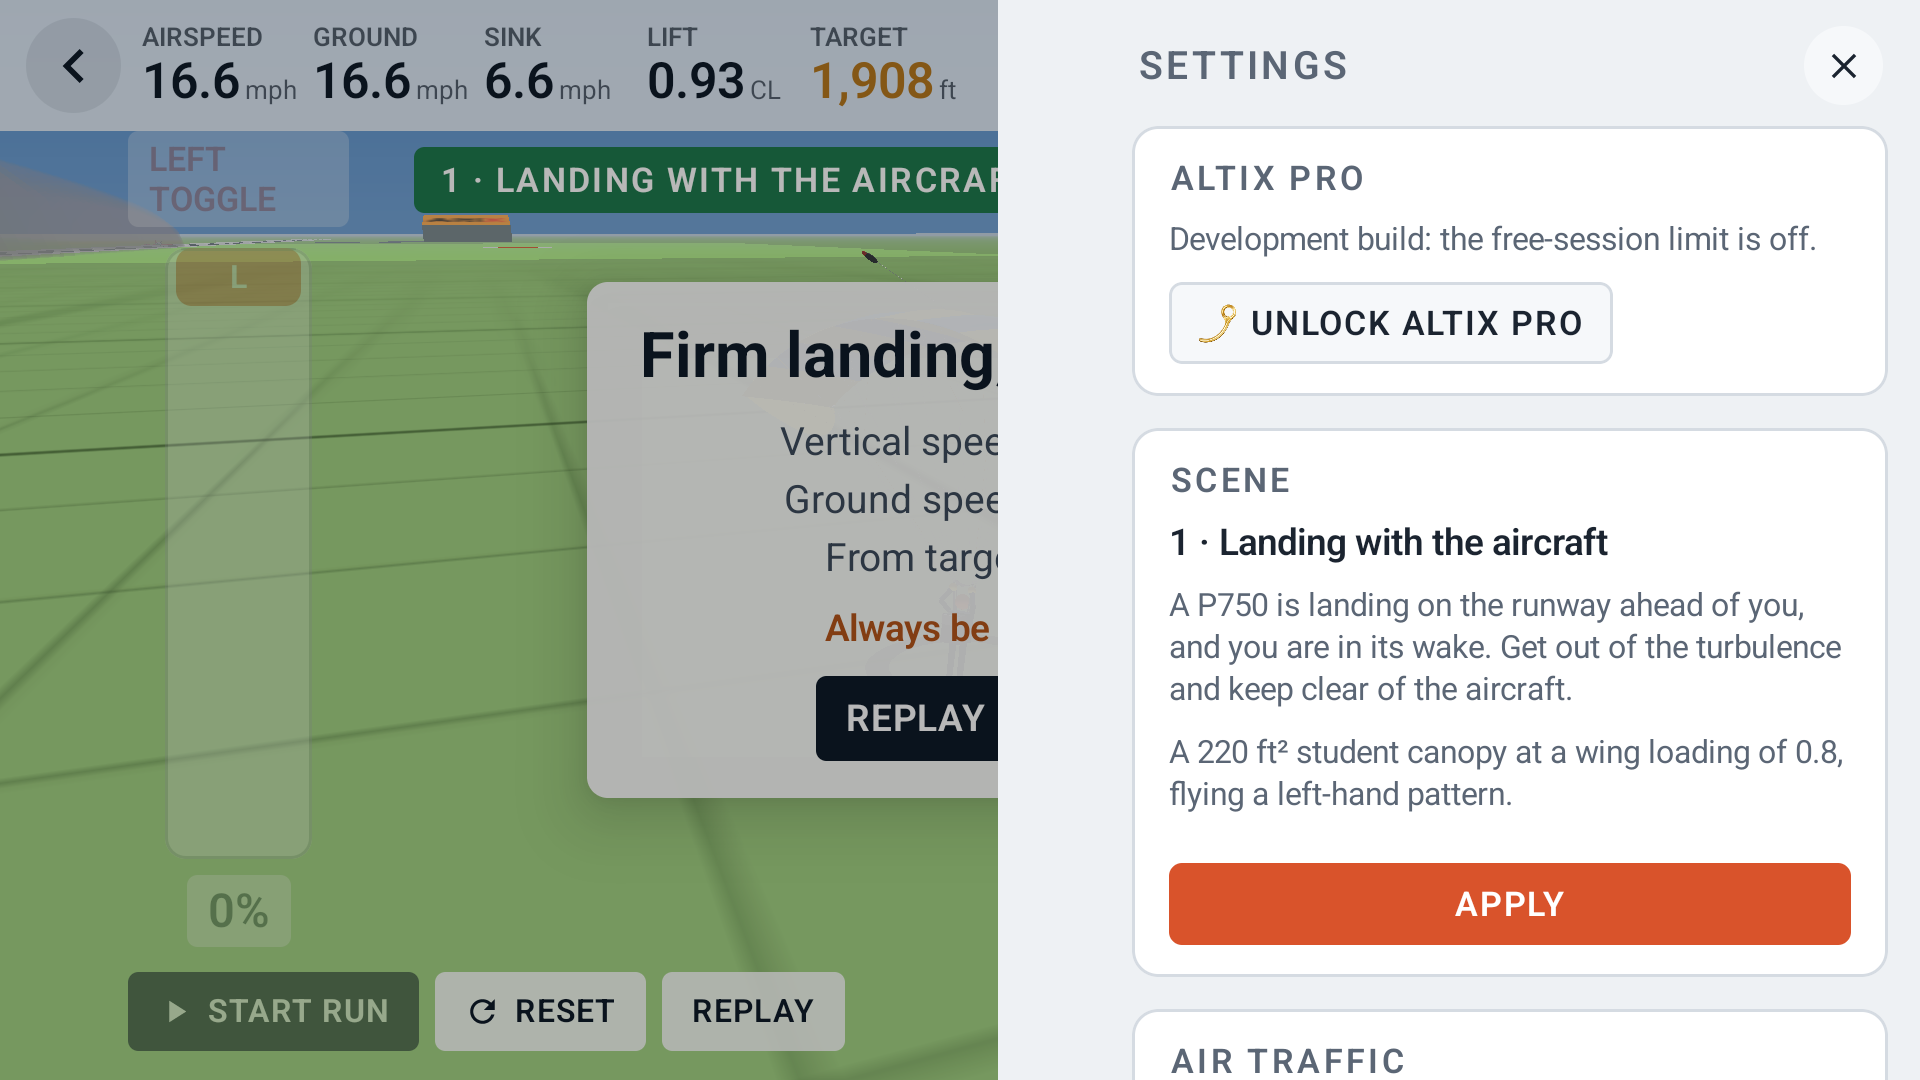 AIRSPEED GROUND SINK LIFT TARGET
16.6 mph 16.6 mph 6.6 mph 0.93 CL 1,908 ft
LEFT
TOGGLE
1 · LANDING WITH THE AIRCRAF
L
Firm landing,
Vertical spee
Ground spee
From targe
Always be
REPLAY
0%
START RUN
RESET
REPLAY
SETTINGS
ALTIX PRO
Development build: the free-session limit is off.
UNLOCK ALTIX PRO
SCENE
1 · Landing with the aircraft
A P750 is landing on the runway ahead of you,
and you are in its wake. Get out of the turbulence
and keep clear of the aircraft.
A 220 ft² student canopy at a wing loading of 0.8,
flying a left-hand pattern.
APPLY
AIR TRAFFIC